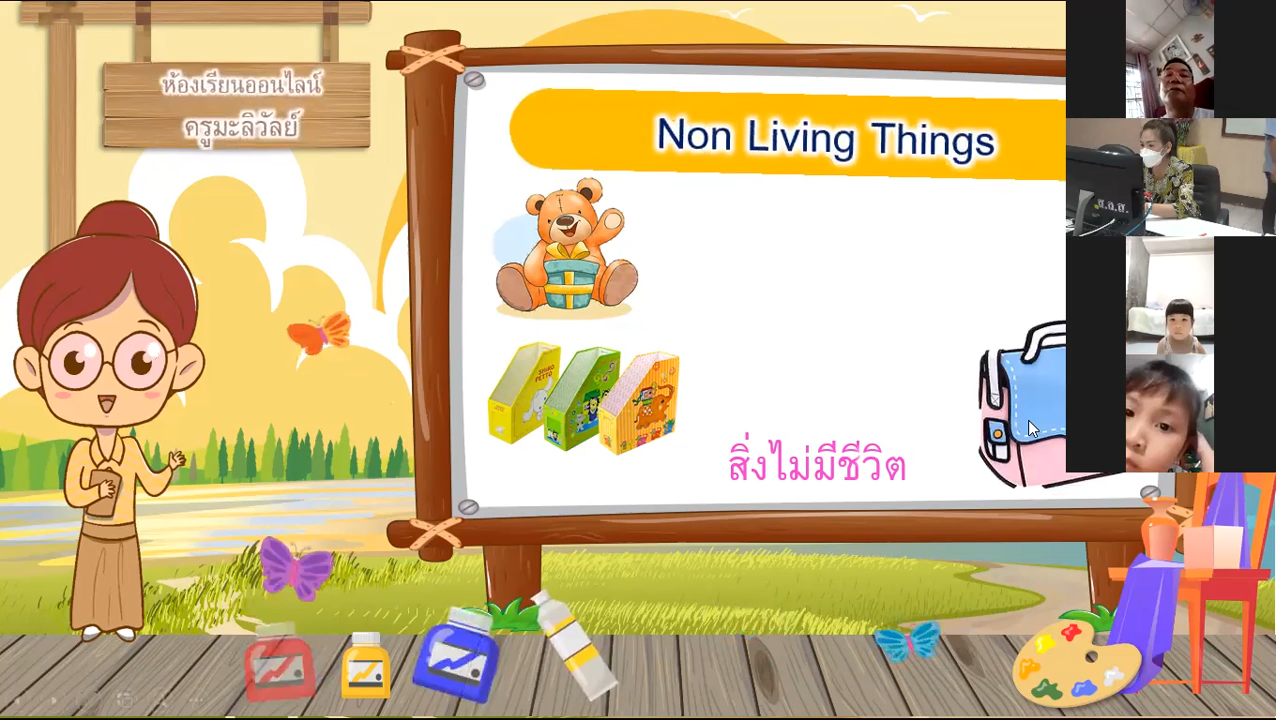 ห้องเรียนออนไลน์
ครูมะลิวัลย์
Non Living Things
สิ่งไม่มีชีวิต